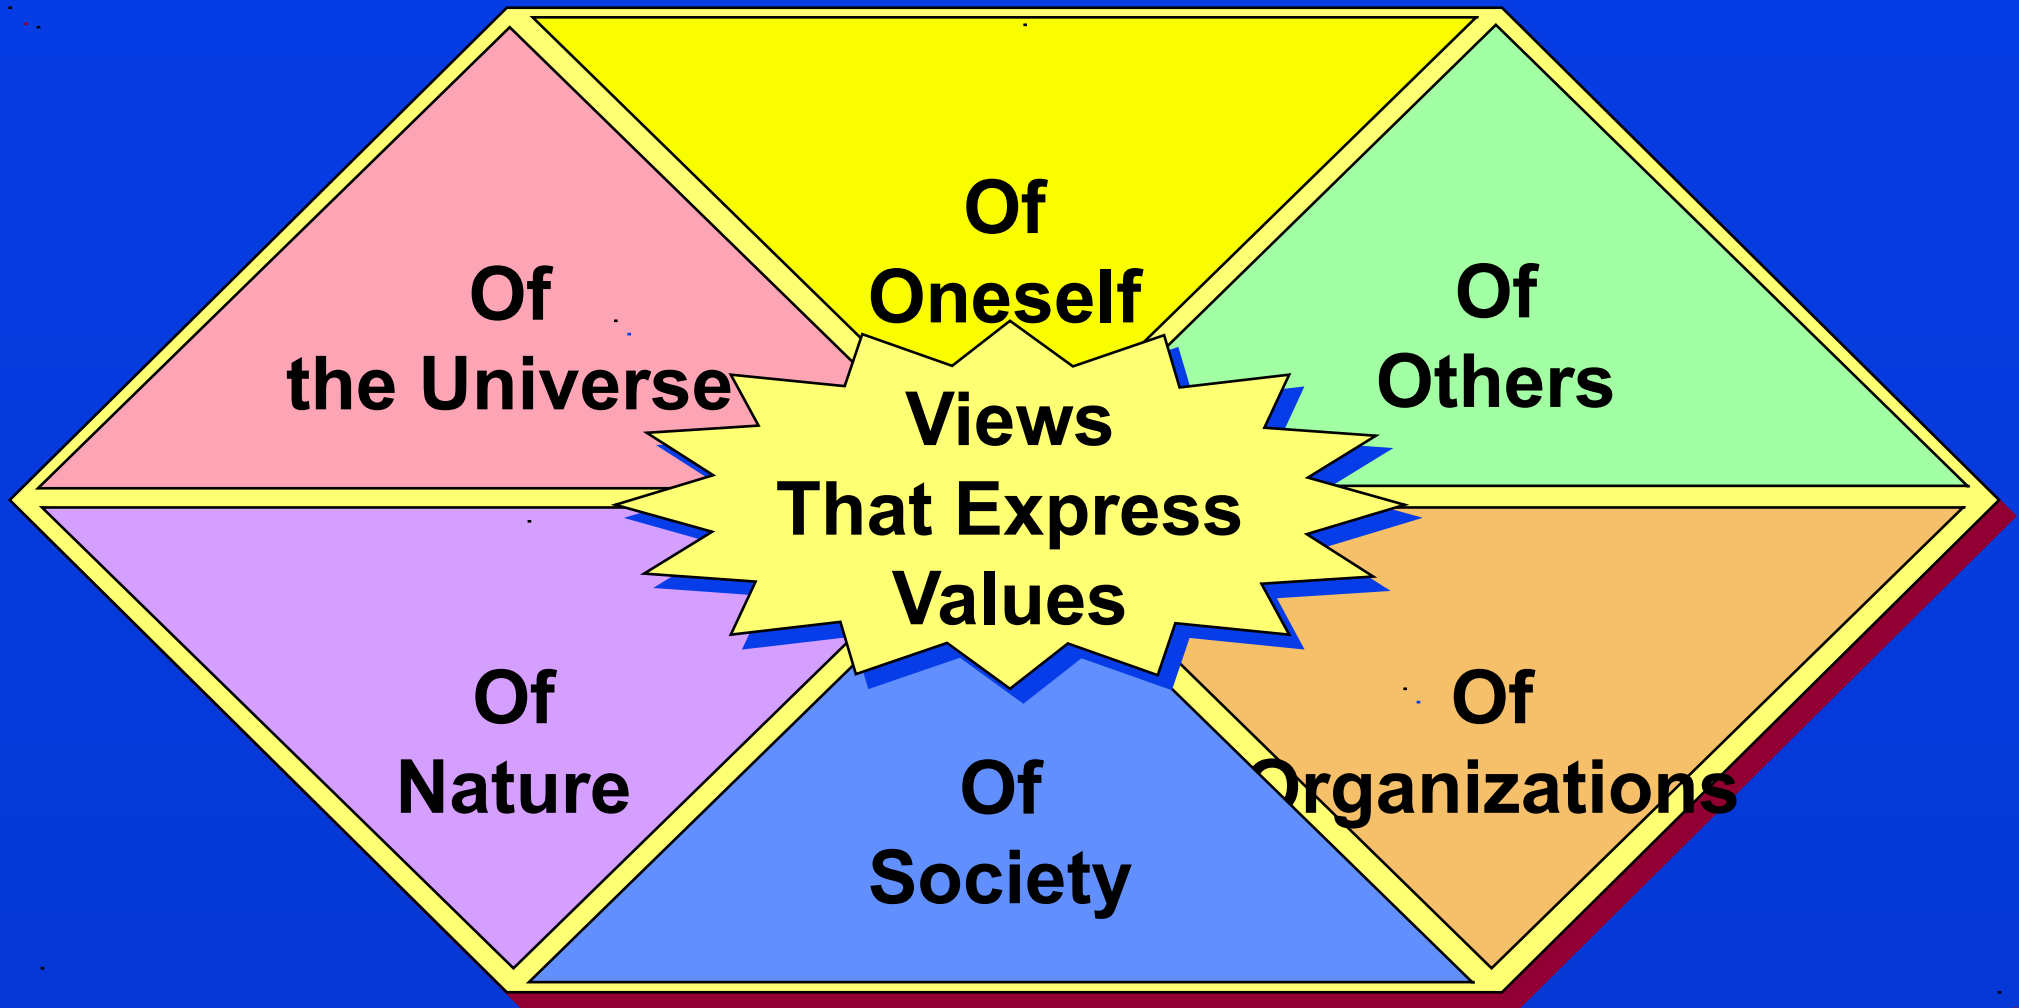 Of
Oneself
Of
the Universe
Of
Others
Views
That Express
Values
Of
Nature
Of
Society
Of
Organizations